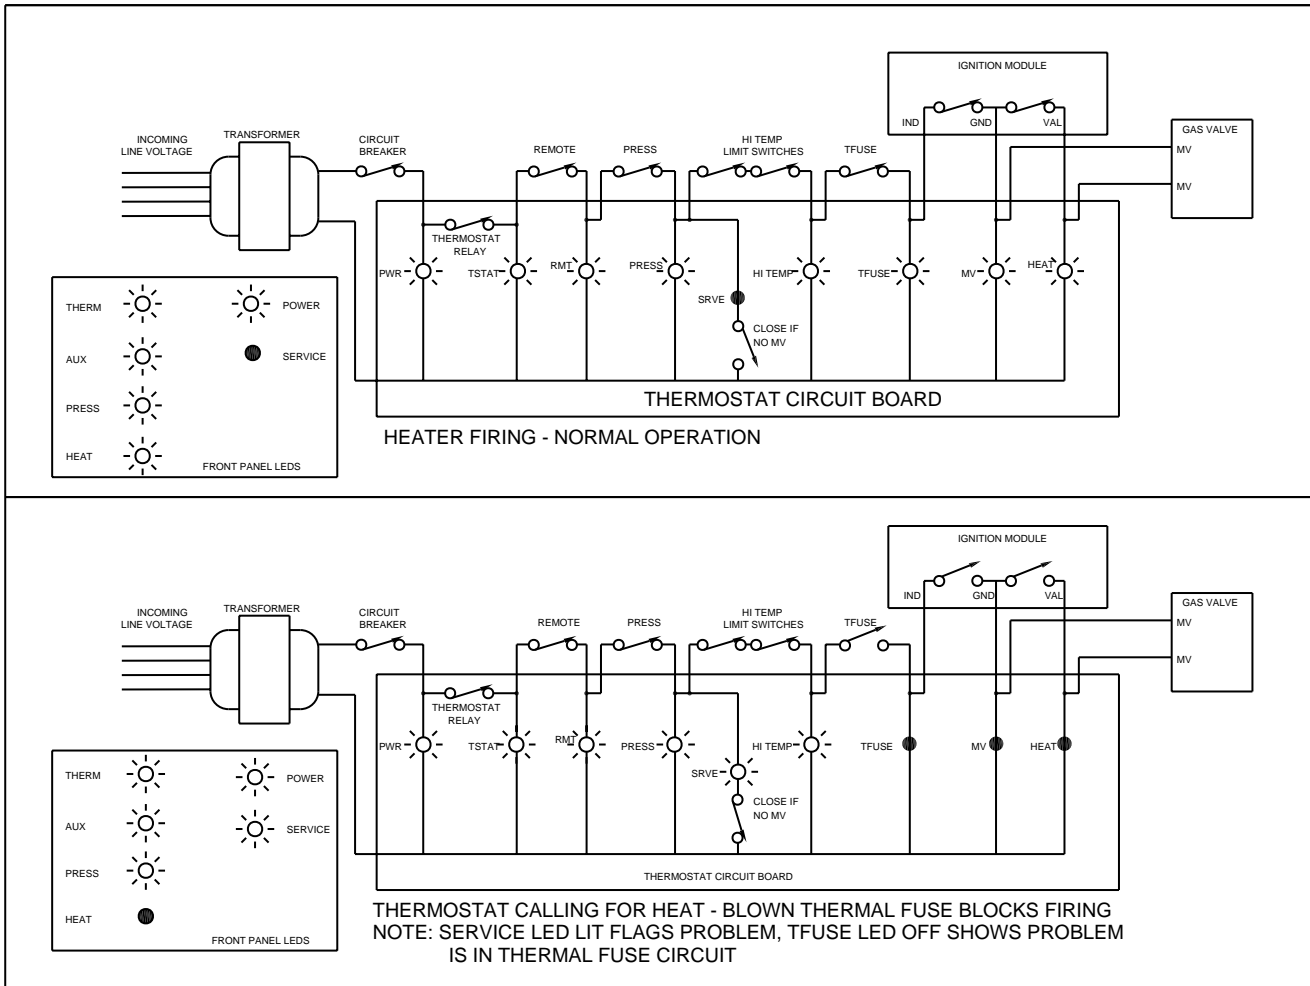 IGNITION MODULE
IND
GND
VAL
GAS VALVE
MV
MV
INCOMING
LINE VOLTAGE
TRANSFORMER
CIRCUIT
BREAKER
REMOTE
PRESS
HI TEMP
LIMIT SWITCHES
TFUSE
THERMOSTAT
RELAY
PWR
TSTAT
RMT
PRESS
HI TEMP
TFUSE
MV
HEAT
SRVE
CLOSE IF
NO MV
THERMOSTAT CIRCUIT BOARD
THERM
POWER
AUX
SERVICE
PRESS
HEAT
FRONT PANEL LEDS
HEATER FIRING - NORMAL OPERATION
IGNITION MODULE
IND
GND
VAL
GAS VALVE
MV
MV
INCOMING
LINE VOLTAGE
TRANSFORMER
CIRCUIT
BREAKER
REMOTE
PRESS
HI TEMP
LIMIT SWITCHES
TFUSE
THERMOSTAT
RELAY
PWR
TSTAT
RMT
PRESS
HI TEMP
TFUSE
MV
HEAT
SRVE
CLOSE IF
NO MV
THERMOSTAT CIRCUIT BOARD
THERM
POWER
AUX
SERVICE
PRESS
HEAT
FRONT PANEL LEDS
THERMOSTAT CALLING FOR HEAT - BLOWN THERMAL FUSE BLOCKS FIRING
NOTE: SERVICE LED LIT FLAGS PROBLEM, TFUSE LED OFF SHOWS PROBLEM
IS IN THERMAL FUSE CIRCUIT